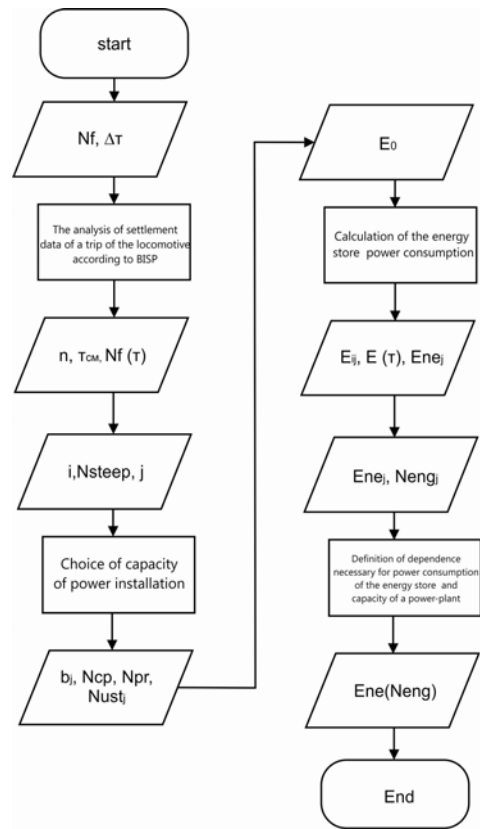 start
Nf, Δτ
The analysis of settlement
data of a trip of the locomotive
according to BISP
n, τсм, Nf (τ)
i,Nsteep, j
Choice of capacity
of power installation
bj, Ncp, Npr,
Nustj
E0
Calculation of the energy
store power consumption
Eij, E (τ), Enej
Enej, Nengj
Definition of dependence
necessary for power consumption
of the energy store and
capacity of a power-plant
Ene(Neng)
End